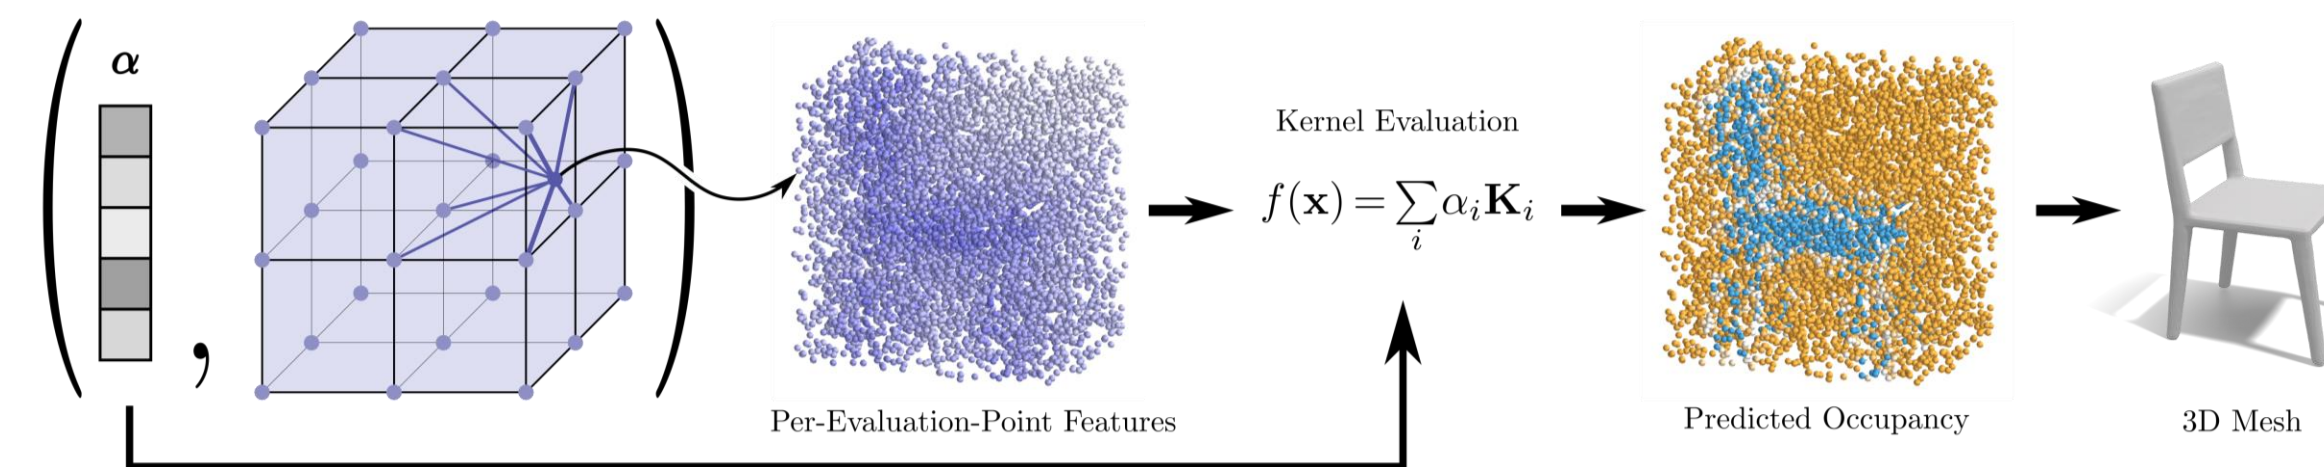 α
,
Per-Evaluation-Point Features
Kernel Evaluation
f(x) = ∑ᵢ αᵢKᵢ
Predicted Occupancy
3D Mesh